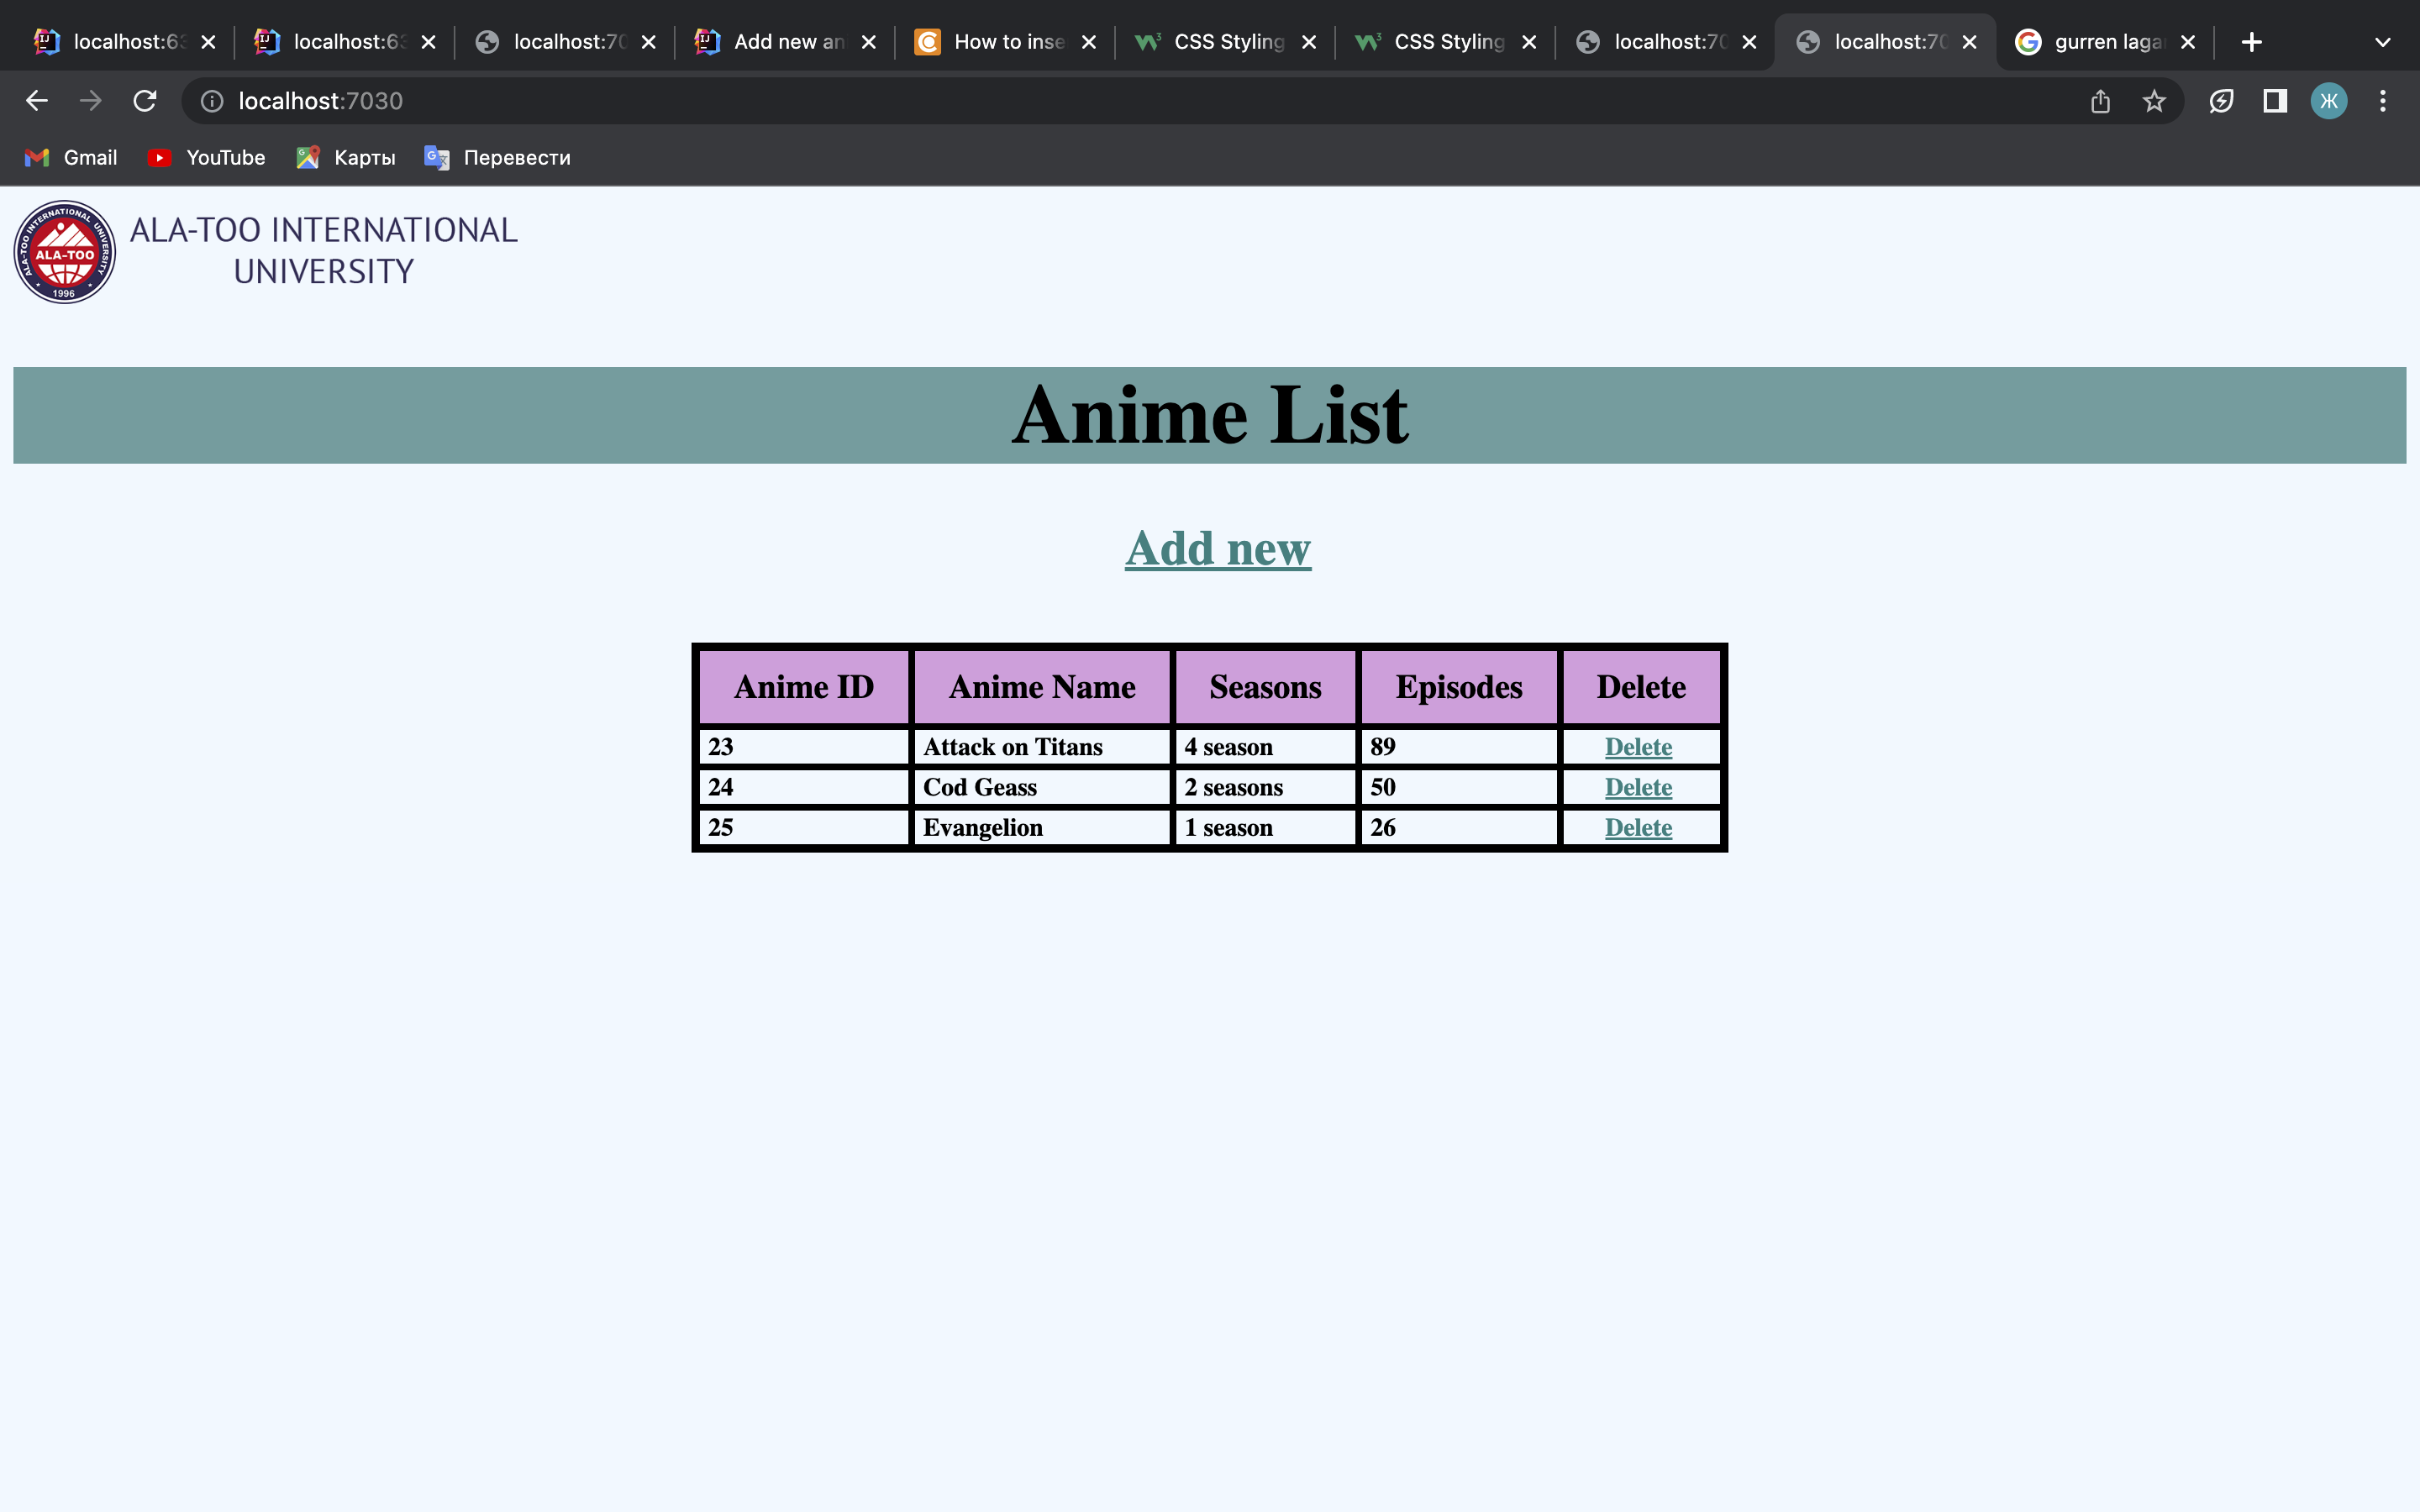 localhost:63
localhost:63
localhost:70
Add new an
How to inse
CSS Styling
CSS Styling
localhost:70
localhost:70
gurren laga
localhost:7030
Ж
Gmail
YouTube
Карты
Перевести
ALA-TOO INTERNATIONAL UNIVERSITY
ALA-TOO
1996
ALA-TOO INTERNATIONAL
UNIVERSITY
Anime List
Add new
Anime ID Anime Name Seasons Episodes Delete
23 Attack on Titans 4 season 89 Delete
24 Cod Geass 2 seasons 50 Delete
25 Evangelion 1 season 26 Delete